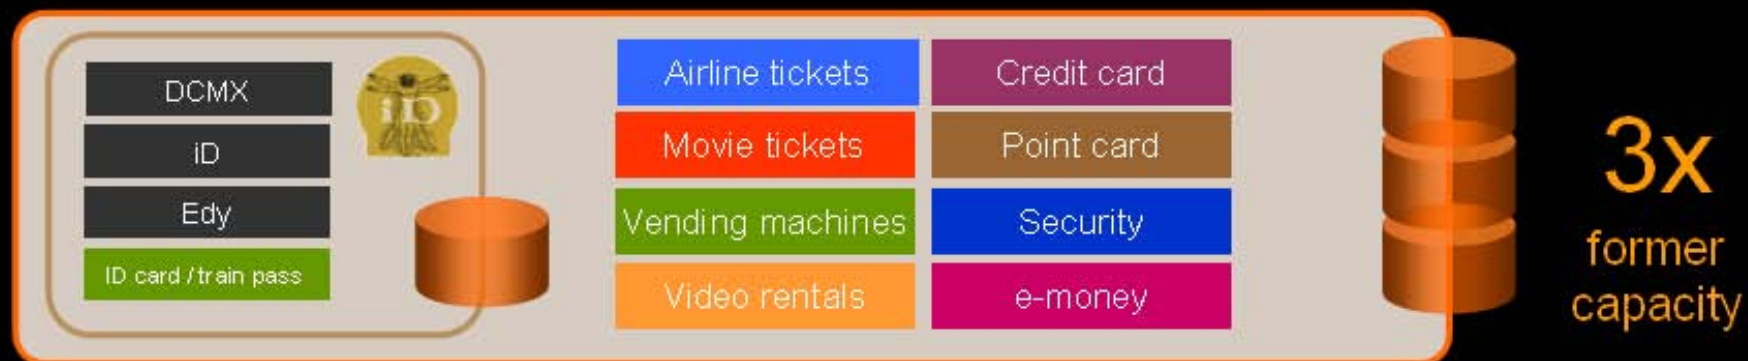 DCMX
iD
Edy
ID card / train pass
iD
Airline tickets
Movie tickets
Vending machines
Video rentals
Credit card
Point card
Security
e-money
3x
former
capacity